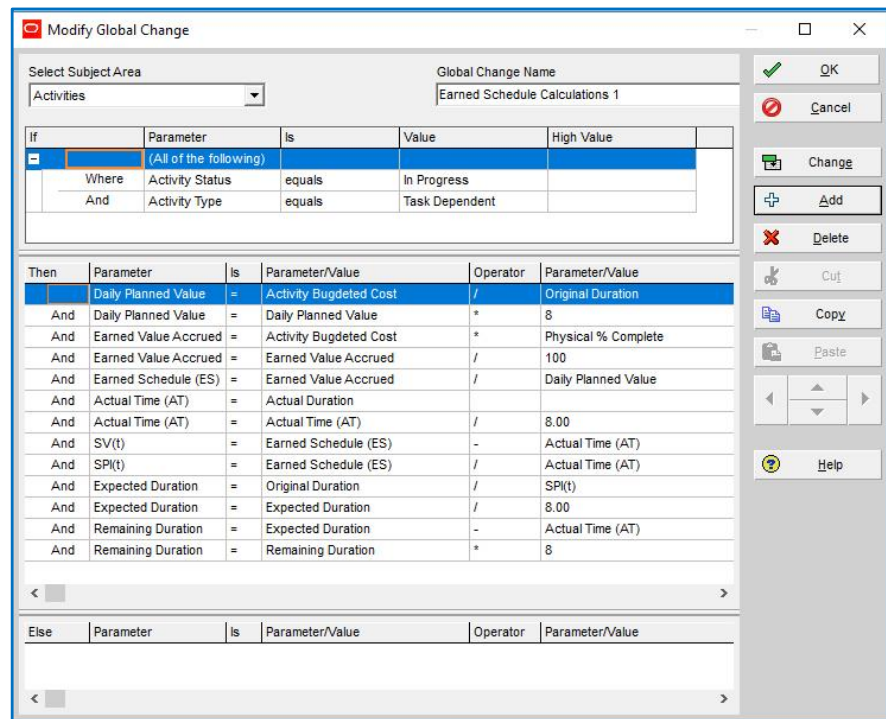 Modify Global Change
Select Subject Area
Global Change Name
Activities
Earned Schedule Calculations 1
If Parameter Is Value High Value
(All of the following)
Where Activity Status equals In Progress
And Activity Type equals Task Dependent
Then Parameter Is Parameter/Value Operator Parameter/Value
Daily Planned Value = Activity Bugdeted Cost / Original Duration
And Daily Planned Value = Daily Planned Value * 8
And Earned Value Accrued = Activity Bugdeted Cost * Physical % Complete
And Earned Value Accrued = Earned Value Accrued / 100
And Earned Schedule (ES) = Earned Value Accrued / Daily Planned Value
And Actual Time (AT) = Actual Duration
And Actual Time (AT) = Actual Time (AT) / 8.00
And SV(t) = Earned Schedule (ES) - Actual Time (AT)
And SPI(t) = Earned Schedule (ES) / Actual Time (AT)
And Expected Duration = Original Duration / SPI(t)
And Expected Duration = Expected Duration / 8.00
And Remaining Duration = Expected Duration - Actual Time (AT)
And Remaining Duration = Remaining Duration * 8
Else Parameter Is Parameter/Value Operator Parameter/Value
OK
Cancel
Change
Add
Delete
Cut
Copy
Paste
Help